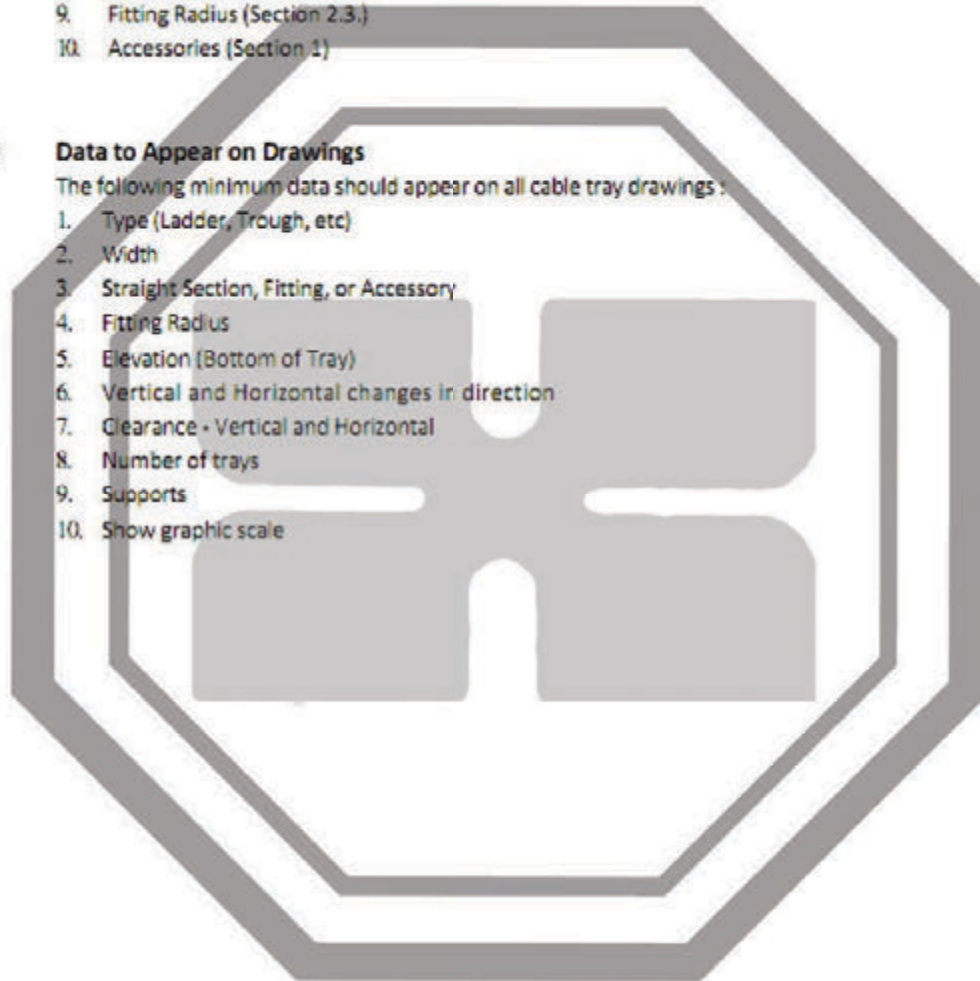 9. Fitting Radius (Section 2.3.)
10. Accessories (Section 1)
Data to Appear on Drawings
The following minimum data should appear on all cable tray drawings :
1. Type (Ladder, Trough, etc)
2. Width
3. Straight Section, Fitting, or Accessory
4. Fitting Radius
5. Elevation (Bottom of Tray)
6. Vertical and Horizontal changes in direction
7. Clearance - Vertical and Horizontal
8. Number of trays
9. Supports
10. Show graphic scale